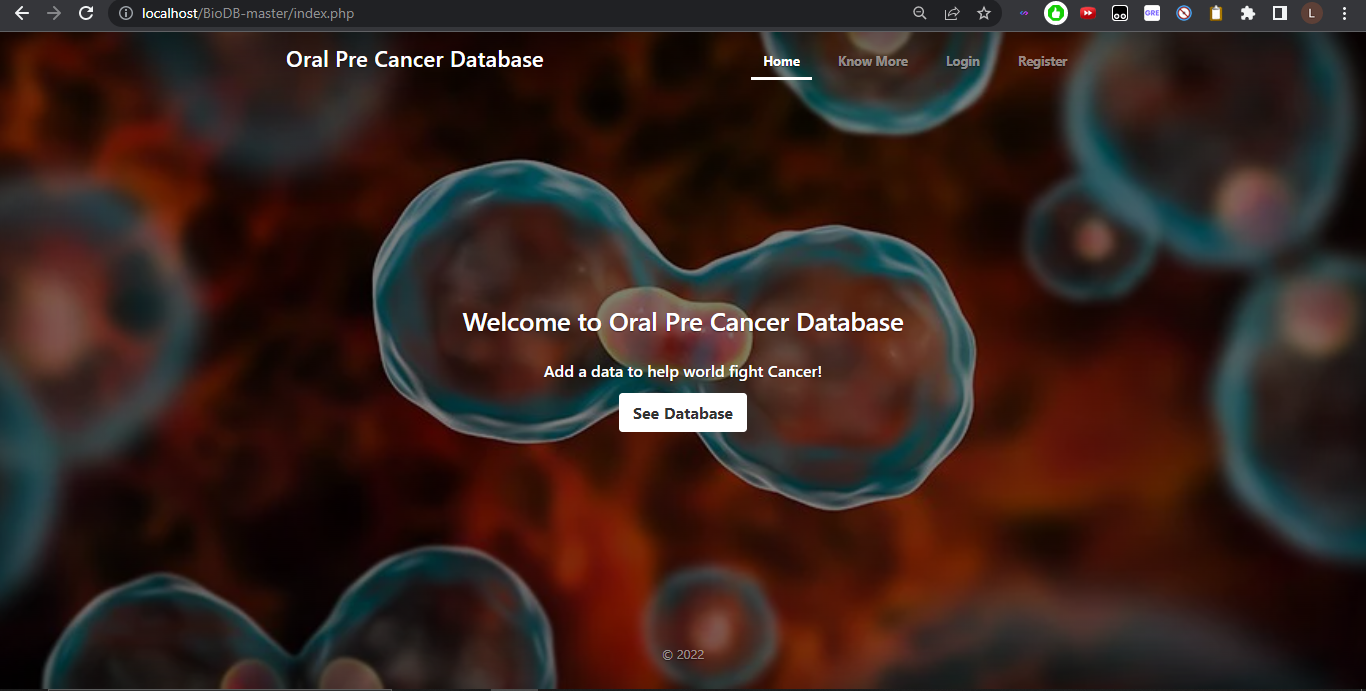 localhost/BioDB-master/index.php
GRE
L
Oral Pre Cancer Database
Home
Know More
Login
Register
Welcome to Oral Pre Cancer Database
Add a data to help world fight Cancer!
See Database
© 2022